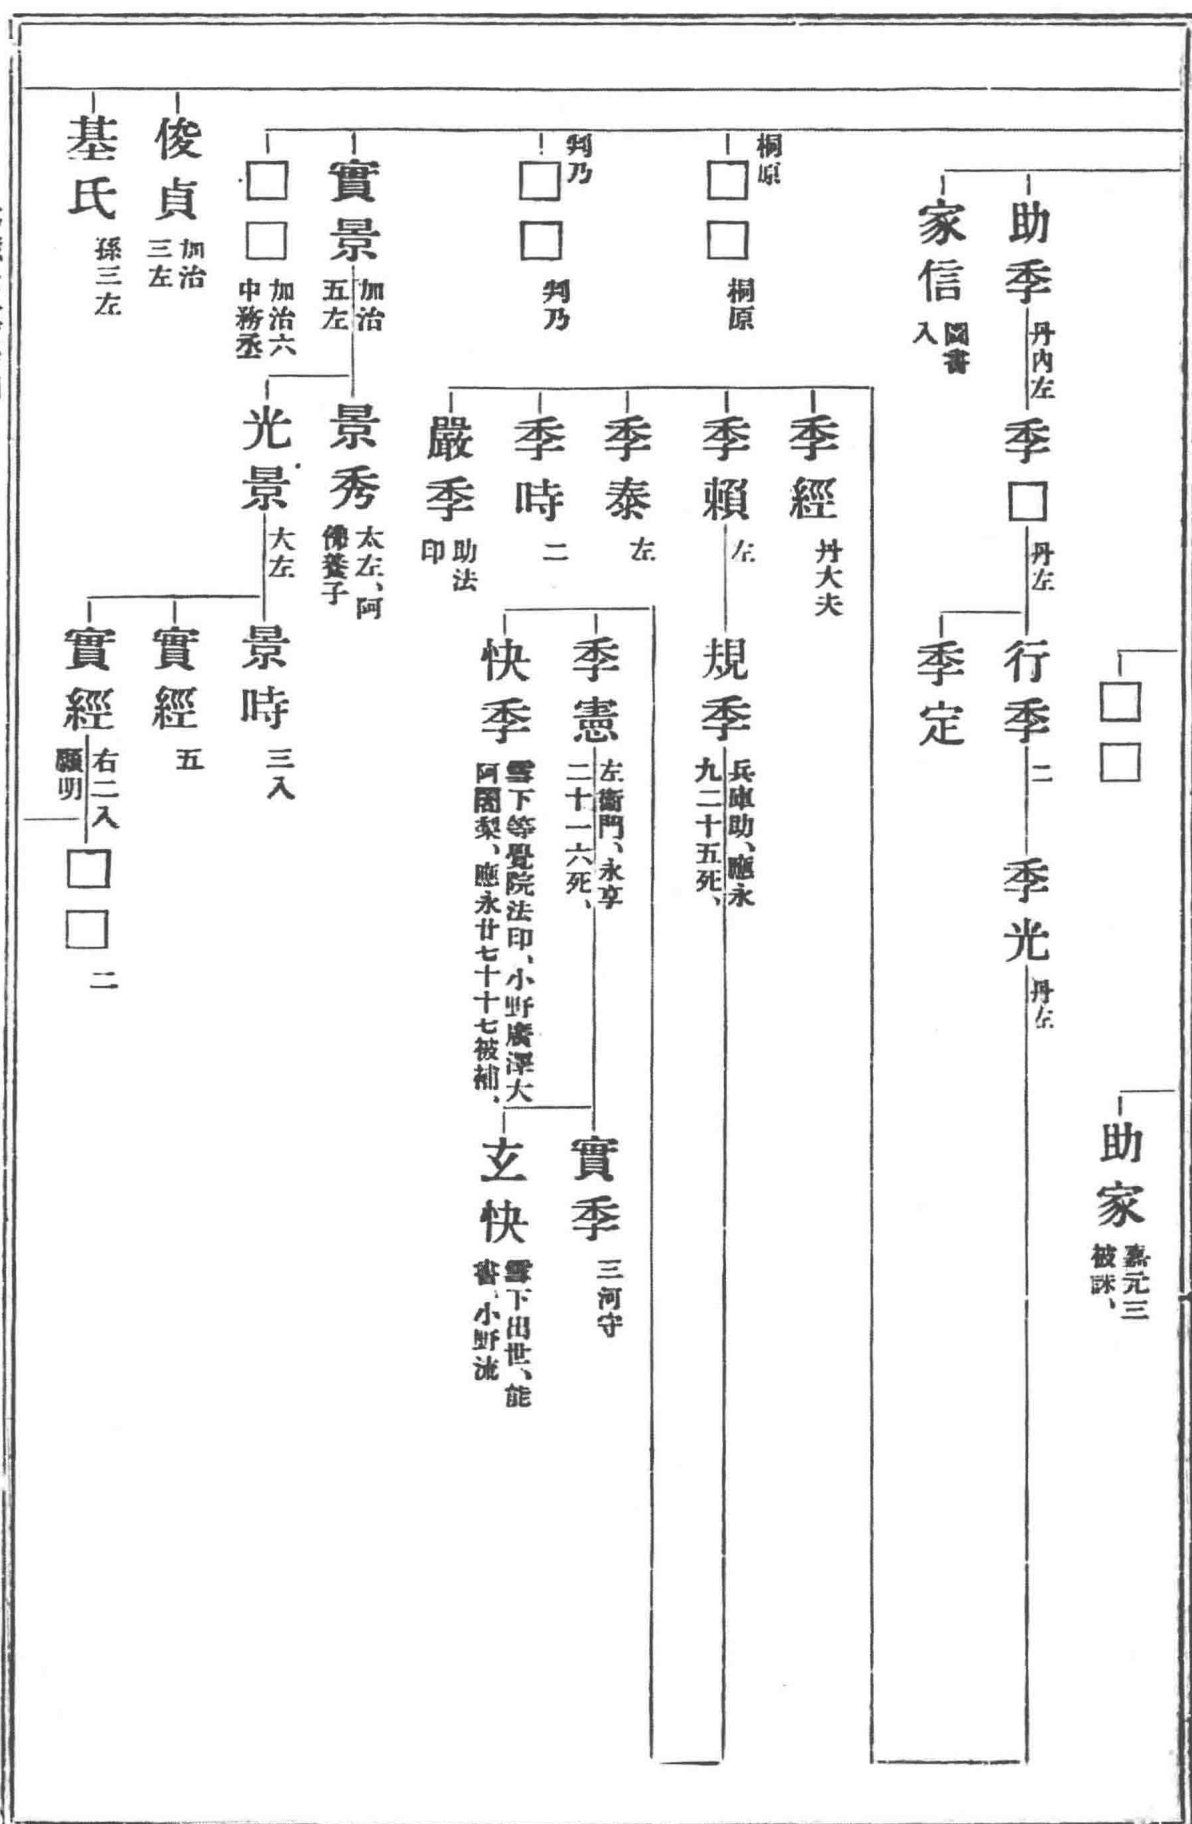 □□
助家
嘉元三
被誅、
助季
丹内左
季□
丹左
行季
二
季光
丹左
季定
家信
圖書
入
桐原
□□
桐原
判乃
□□
判乃
季經
丹大夫
季賴
左
規季
兵庫助、應永
九二十五死、
季泰
左
季時
二
嚴季
助法
印
季憲
左衞門、永享
二十一六死、
實季
三河守
玄快
雪下出世、能
書、小野流
快季
雪下等覺院法印、小野廣澤大
阿闍梨、應永廿七十十七被補、
實景
加治
五左
景秀
太左、阿
佛養子
光景
大左
景時
三入
實經
五
實經
右二入
願明
□□
二
□□
加治六
中務丞
俊貞
加治
三左
基氏
孫三左